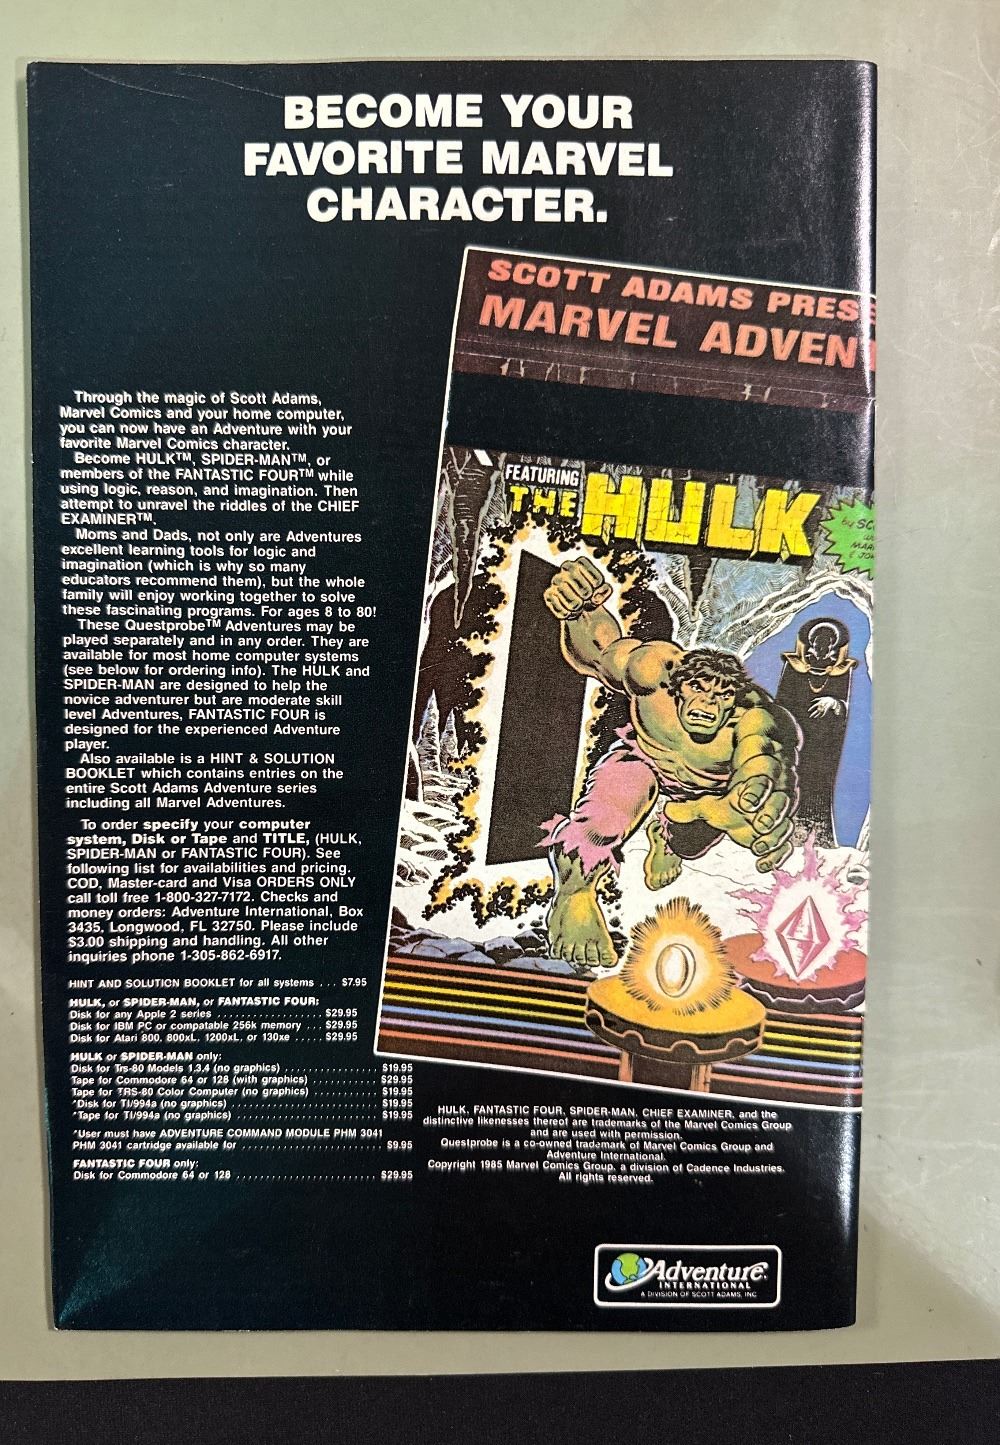 BECOME YOUR
FAVORITE MARVEL
CHARACTER.
SCOTT ADAMS
MARVEL
FEATURING
THE HULK
Through the magic of Scott Adams,
Marvel Comics and your home computer,
you can now have an Adventure with your
favorite Marvel Comics character.
Become HULK™, SPIDER-MAN™, or
members of the FANTASTIC FOUR™ while
using logic, reason, and imagination. Then
attempt to unravel the riddles of the CHIEF
EXAMINER™.
Moms and Dads, not only are Adventures
excellent learning tools for logic and
imagination (which is why so many
educators recommend them), but the whole
family will enjoy working together to solve
these fascinating programs. For ages 8 to 80!
These Questprobe™ Adventures may be
played separately and in any order. They are
available for most home computer systems
(see below for ordering info). The HULK and
SPIDER-MAN are designed to help the
novice adventurer but are moderate skill
level Adventures, FANTASTIC FOUR is
designed for the experienced Adventure
player.
Also available is a HINT & SOLUTION
BOOKLET which contains entries on the
entire Scott Adams Adventure series
including all Marvel Adventures.
To order specify your computer
system, Disk or Tape and TITLE, (HULK,
SPIDER-MAN or FANTASTIC FOUR). See
following list for availabilities and pricing.
COD, Master-card and Visa ORDERS ONLY
call toll free 1-800-327-7172. Checks and
money orders: Adventure International, Box
3435, Longwood, FL 32750. Please include
$3.00 shipping and handling. All other
inquiries phone 1-305-862-6917.
HINT AND SOLUTION BOOKLET for all systems ... $7.95
HULK, or SPIDER-MAN, or FANTASTIC FOUR:
Disk for any Apple 2 series .................. $29.95
Disk for IBM PC or compatable 256k memory ... $29.95
Disk for Atari 800, 800xL, 1200xL, or 130xe ..... $29.95
HULK or SPIDER-MAN only:
Disk for Trs-80 Models 1,3,4 (no graphics) ............... $19.95
Tape for Commodore 64 or 128 (with graphics) .......... $29.95
Tape for TRS-80 Color Computer (no graphics) ........... $19.95
*Disk for TI/994a (no graphics) .......................... $19.95
*Tape for TI/994a (no graphics) .......................... $19.95
*User must have ADVENTURE COMMAND MODULE PHM 3041
PHM 3041 cartridge available for ......................... $9.95
FANTASTIC FOUR only:
Disk for Commodore 64 or 128 ........................ $29.95
HULK, FANTASTIC FOUR, SPIDER-MAN, CHIEF EXAMINER, and the
distinctive likenesses thereof are trademarks of the Marvel Comics Group
and are used with permission.
Questprobe is a co-owned trademark of Marvel Comics Group and
Adventure International.
Copyright 1985 Marvel Comics Group, a division of Cadence Industries.
All rights reserved.
Adventure
INTERNATIONAL
A DIVISION OF SCOTT ADAMS, INC